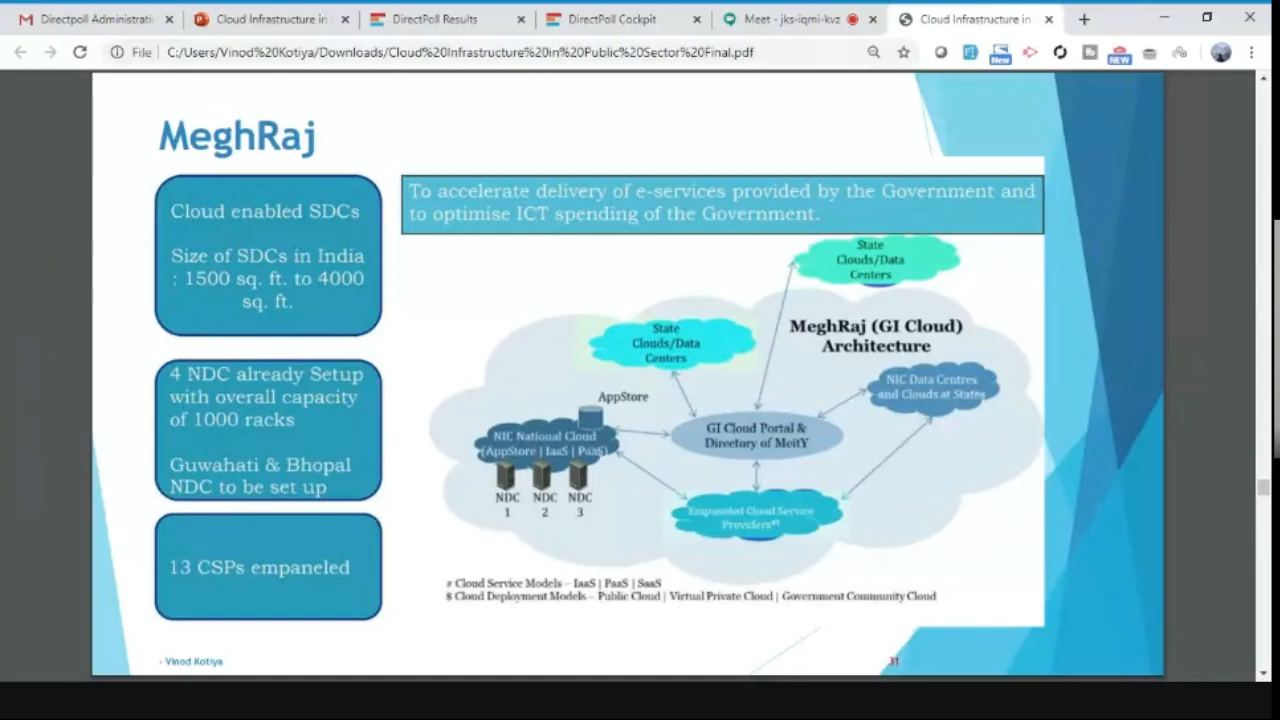 Directpoll Administrati
Cloud Infrastructure in
DirectPoll Results
DirectPoll Cockpit
Meet - jks-iqmi-kvz
Cloud Infrastructure in
File | C:/Users/Vinod%20Kotiya/Downloads/Cloud%20Infrastructure%20in%20Public%20Sector%20Final.pdf
New
NEW
MeghRaj
Cloud enabled SDCs
Size of SDCs in India
: 1500 sq. ft. to 4000
sq. ft.
4 NDC already Setup
with overall capacity
of 1000 racks
Guwahati & Bhopal
NDC to be set up
13 CSPs empaneled
To accelerate delivery of e-services provided by the Government and
to optimise ICT spending of the Government.
State
Clouds/Data
Centers
MeghRaj (GI Cloud)
Architecture
State
Clouds/Data
Centers
NIC Data Centres
and Clouds at States
AppStore
GI Cloud Portal &
Directory of MeitY
NIC National Cloud
(AppStore | IaaS | PaaS)
NDC
1
NDC
2
NDC
3
Empaneled Cloud Service
Providers#$
# Cloud Service Models – IaaS | PaaS | SaaS
$ Cloud Deployment Models – Public Cloud | Virtual Private Cloud | Government Community Cloud
- Vinod Kotiya
31